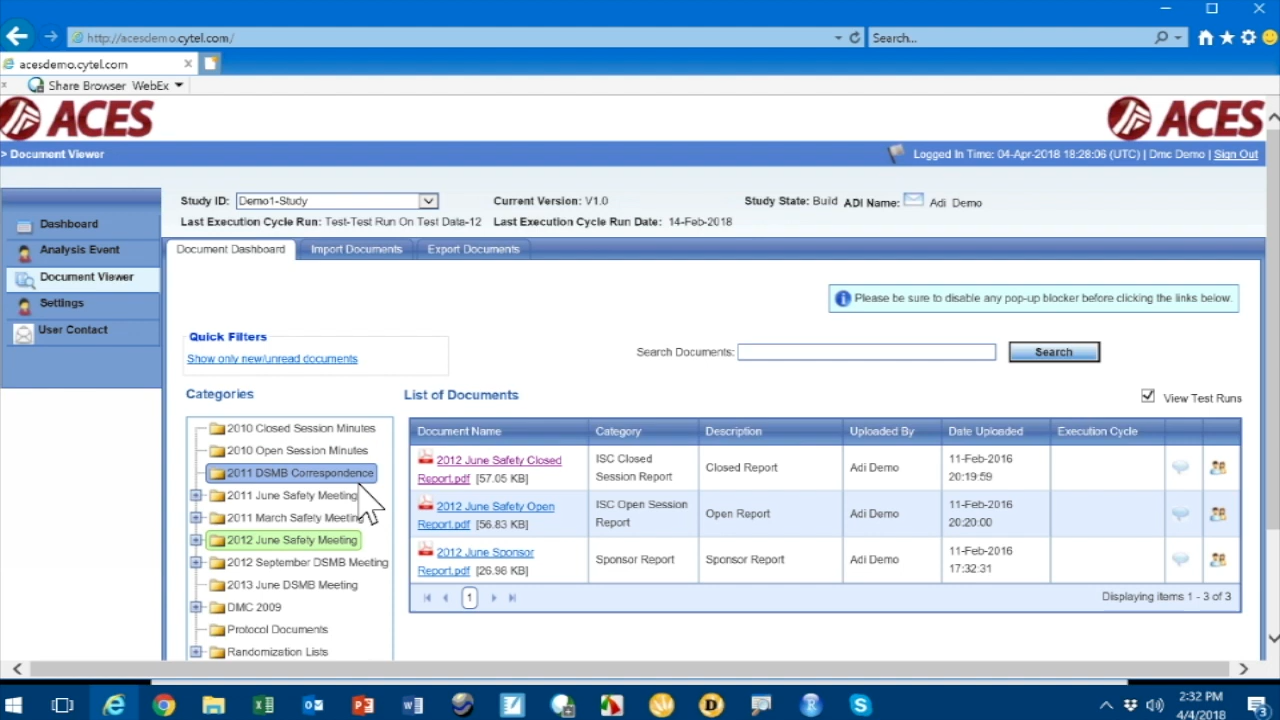 http://acesdemo.cytel.com/
Search...
acesdemo.cytel.com
Share Browser WebEx
ACES
ACES
> Document Viewer
Logged In Time: 04-Apr-2018 18:28:06 (UTC) | Dmc Demo | Sign Out
Study ID: Demo1-Study
Current Version: V1.0
Study State: Build
ADI Name: Adi Demo
Last Execution Cycle Run: Test-Test Run On Test Data-12
Last Execution Cycle Run Date: 14-Feb-2018
Dashboard
Analysis Event
Document Viewer
Settings
User Contact
Document Dashboard
Import Documents
Export Documents
Please be sure to disable any pop-up blocker before clicking the links below.
Quick Filters
Show only new/unread documents
Search Documents:
Search
Categories
2010 Closed Session Minutes
2010 Open Session Minutes
2011 DSMB Correspondence
2011 June Safety Meeting
2011 March Safety Meeting
2012 June Safety Meeting
2012 September DSMB Meeting
2013 June DSMB Meeting
DMC 2009
Protocol Documents
Randomization Lists
List of Documents
View Test Runs
Document Name Category Description Uploaded By Date Uploaded Execution Cycle
2012 June Safety Closed
Report.pdf [57.05 KB]
ISC Closed
Session Report
Closed Report
Adi Demo
11-Feb-2016
20:19:59
2012 June Safety Open
Report.pdf [56.83 KB]
ISC Open Session
Report
Open Report
Adi Demo
11-Feb-2016
20:20:00
2012 June Sponsor
Report.pdf [26.96 KB]
Sponsor Report
Sponsor Report
Adi Demo
11-Feb-2016
17:32:31
1
Displaying items 1 - 3 of 3
2:32 PM
4/4/2018
3